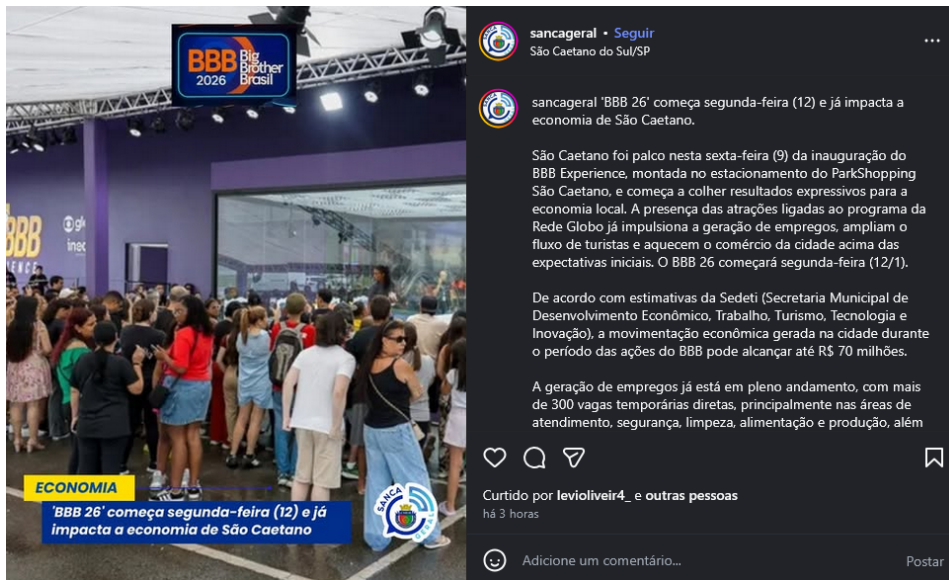 BBB
2026
Big
Brother
Brasil
BBB
ECONOMIA
'BBB 26' começa segunda-feira (12) e já
impacta a economia de São Caetano
SANCA
GERAL
sancageral • Seguir
São Caetano do Sul/SP
sancageral 'BBB 26' começa segunda-feira (12) e já impacta a
economia de São Caetano.
São Caetano foi palco nesta sexta-feira (9) da inauguração do
BBB Experience, montada no estacionamento do ParkShopping
São Caetano, e começa a colher resultados expressivos para a
economia local. A presença das atrações ligadas ao programa da
Rede Globo já impulsiona a geração de empregos, ampliam o
fluxo de turistas e aquecem o comércio da cidade acima das
expectativas iniciais. O BBB 26 começará segunda-feira (12/1).
De acordo com estimativas da Sedeti (Secretaria Municipal de
Desenvolvimento Econômico, Trabalho, Turismo, Tecnologia e
Inovação), a movimentação econômica gerada na cidade durante
o período das ações do BBB pode alcançar até R$ 70 milhões.
A geração de empregos já está em pleno andamento, com mais
de 300 vagas temporárias diretas, principalmente nas áreas de
atendimento, segurança, limpeza, alimentação e produção, além
Curtido por levioliveir4_ e outras pessoas
há 3 horas
Adicione um comentário...
Postar